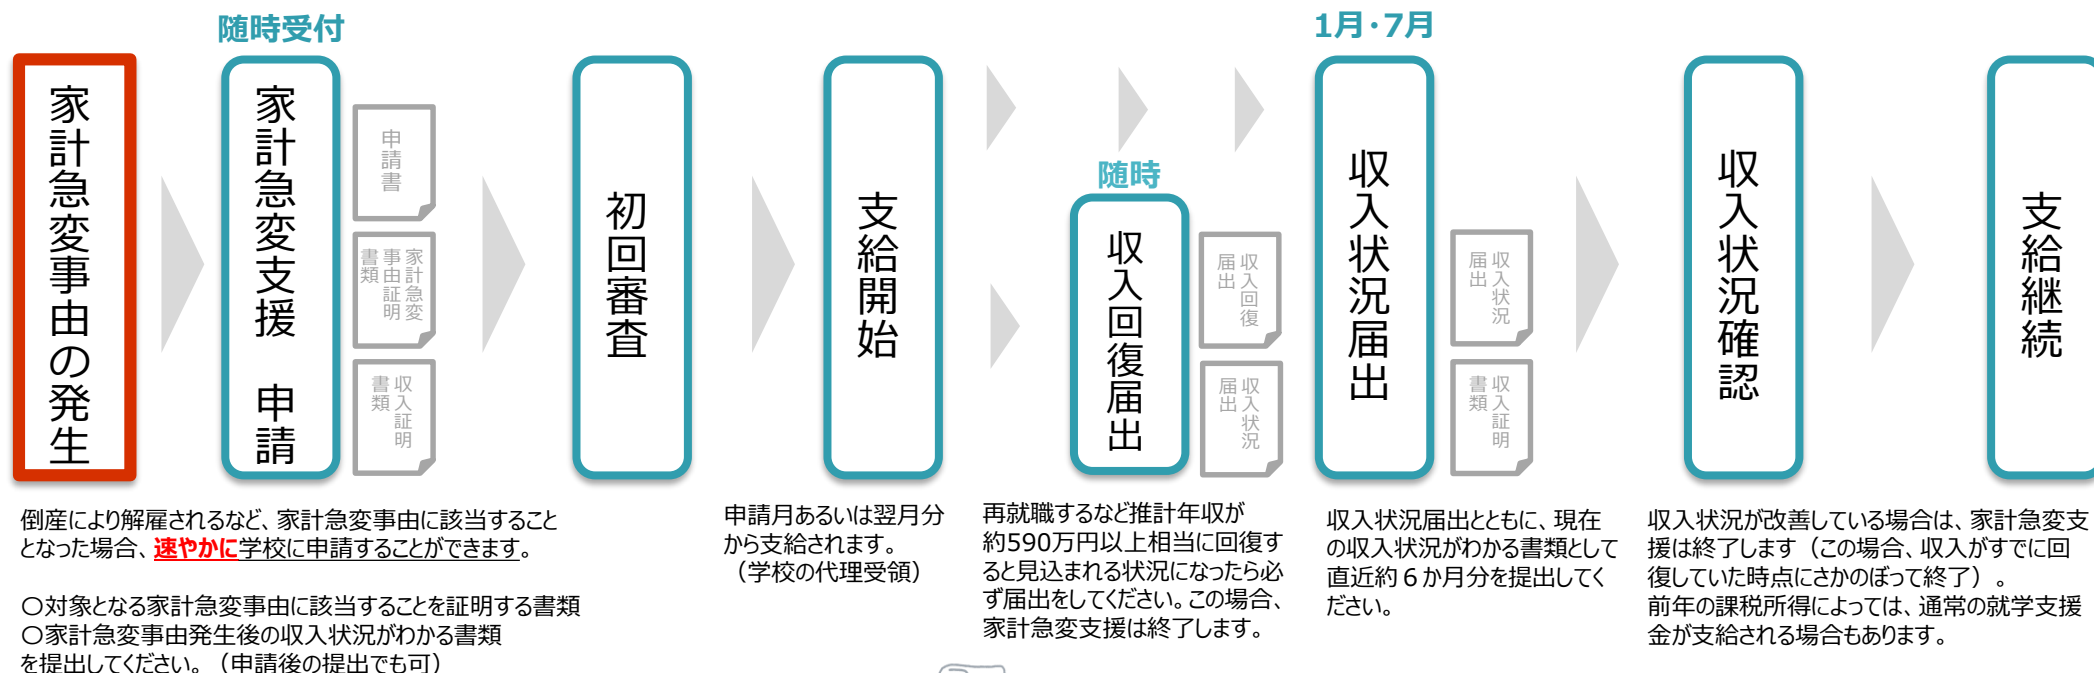 随時受付
1月・7月
家計急変事由の発生
家計急変支援　申請
申請書
家計急変
事由証明
書類
収入証明
書類
初回審査
支給開始
随時
収入回復届出
収入回復
届出
収入状況
届出
収入状況届出
収入状況
届出
収入証明
書類
収入状況確認
支給継続
倒産により解雇されるなど、家計急変事由に該当すること
となった場合、速やかに学校に申請することができます。
〇対象となる家計急変事由に該当することを証明する書類
〇家計急変事由発生後の収入状況がわかる書類
を提出してください。（申請後の提出でも可）
申請月あるいは翌月分
から支給されます。
（学校の代理受領）
再就職するなど推計年収が
約590万円以上相当に回復す
ると見込まれる状況になったら必
ず届出をしてください。この場合、
家計急変支援は終了します。
収入状況届出とともに、現在
の収入状況がわかる書類として
直近約６か月分を提出してく
ださい。
収入状況が改善している場合は、家計急変支
援は終了します（この場合、収入がすでに回
復していた時点にさかのぼって終了）。
前年の課税所得によっては、通常の就学支援
金が支給される場合もあります。